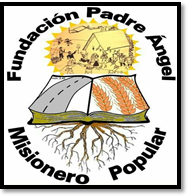 Fundación Padre Ángel
Misionero Popular